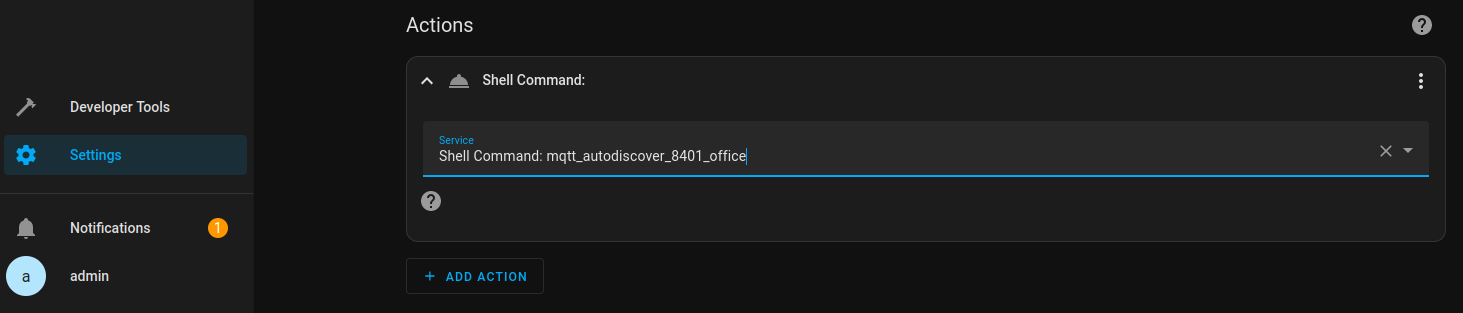 Actions
Shell Command:
Developer Tools
Service
Settings
Shell Command: mqtt_autodiscover_8401_office
Notifications
1
a
admin
+ ADD ACTION